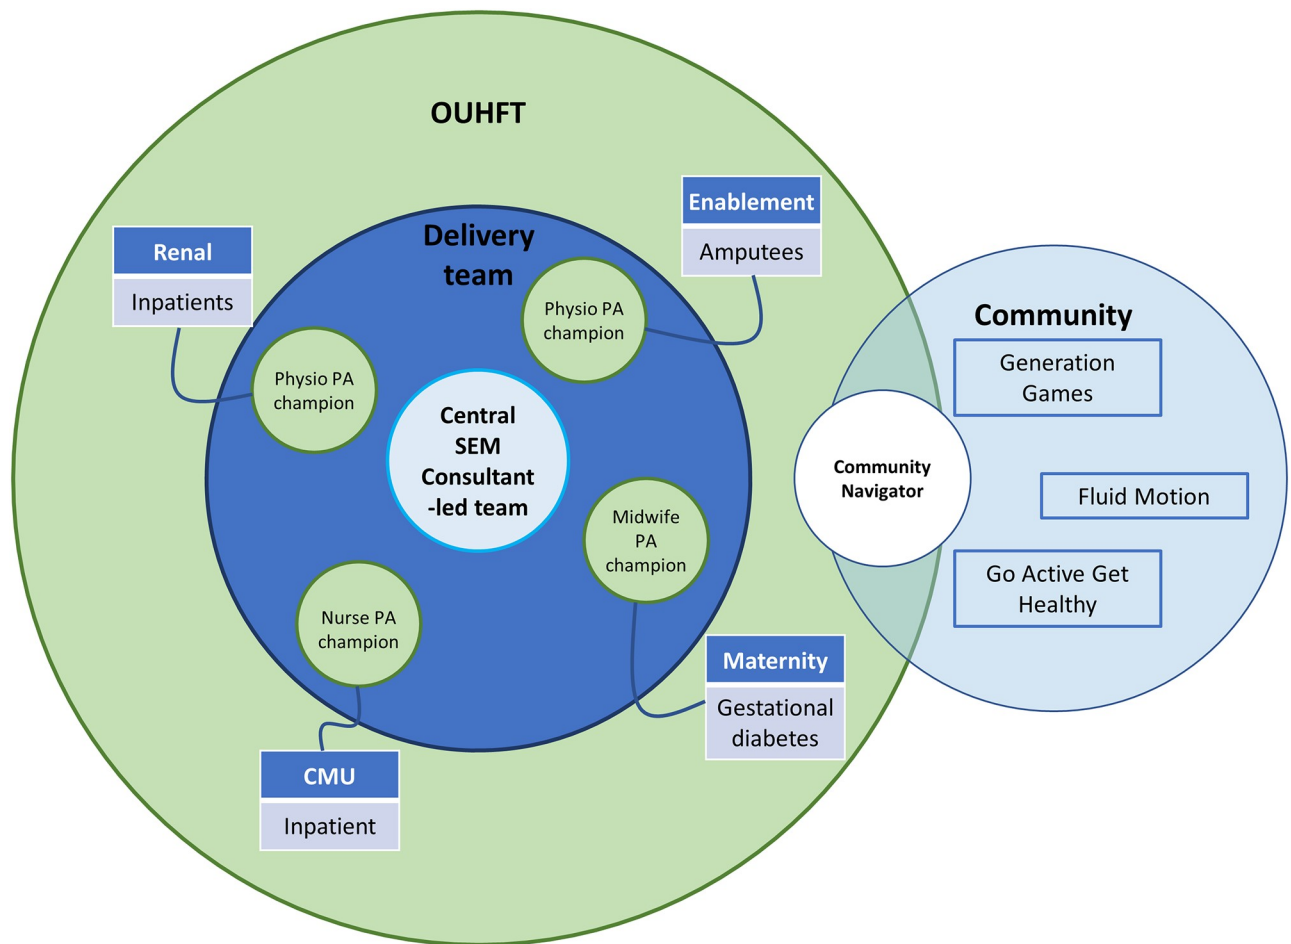 OUHFT
Enablement
Amputees
Delivery
team
Renal
Inpatients
Physio PA
champion
Physio PA
champion
Central
SEM
Consultant
-led team
Midwife
PA
champion
Nurse PA
champion
Maternity
Gestational
diabetes
CMU
Inpatient
Community
Generation
Games
Community
Navigator
Fluid Motion
Go Active Get
Healthy